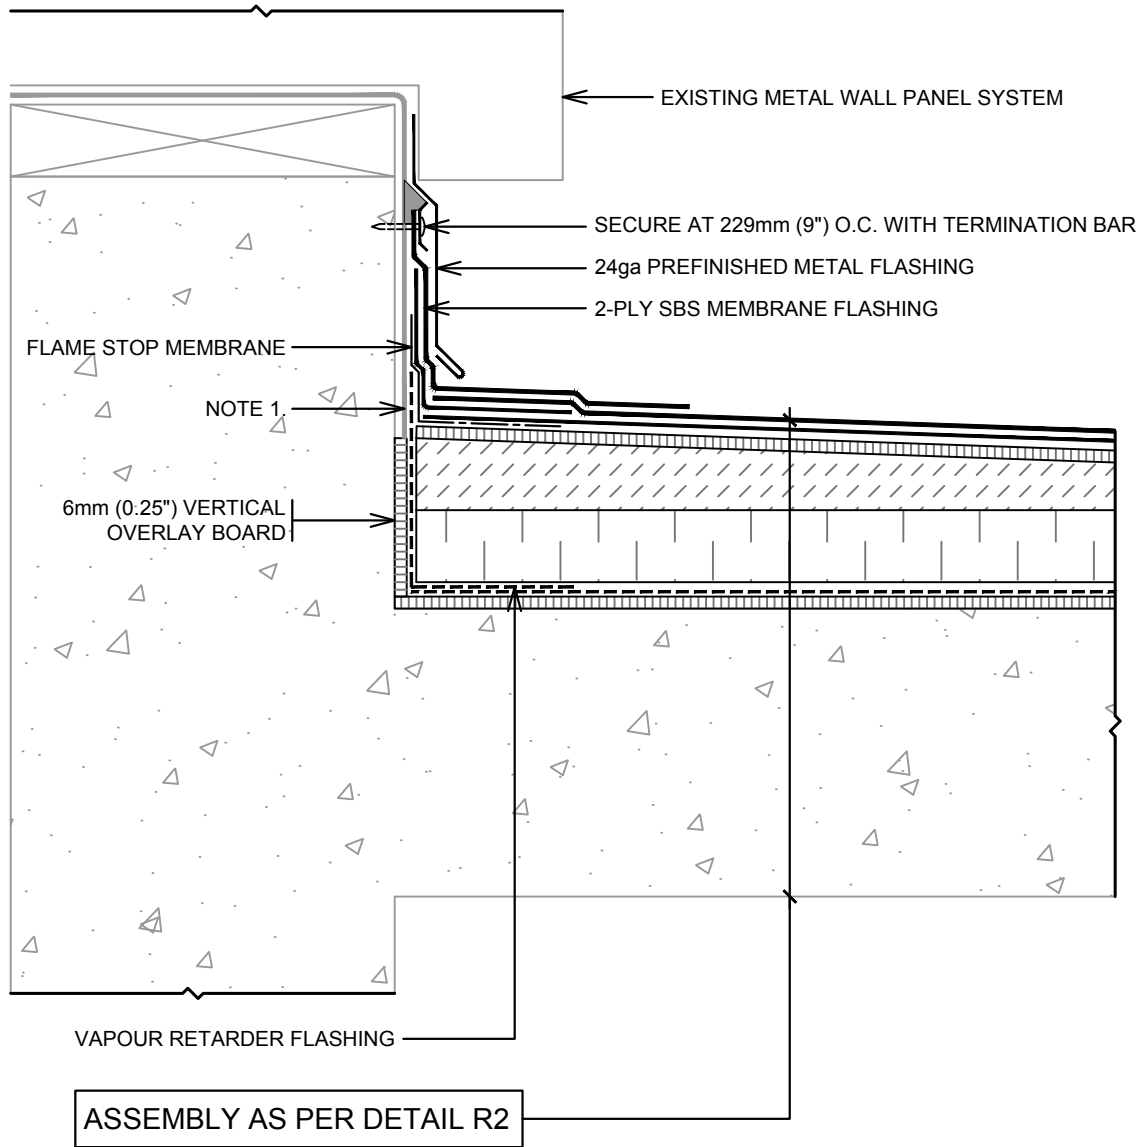 EXISTING METAL WALL PANEL SYSTEM
SECURE AT 229mm (9") O.C. WITH TERMINATION BAR
24ga PREFINISHED METAL FLASHING
2-PLY SBS MEMBRANE FLASHING
FLAME STOP MEMBRANE
NOTE 1.
6mm (0.25") VERTICAL
OVERLAY BOARD
VAPOUR RETARDER FLASHING
ASSEMBLY AS PER DETAIL R2